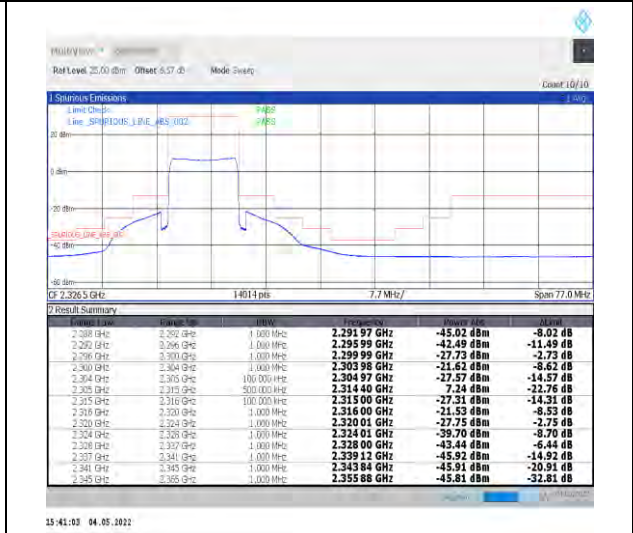 MultiView
Ref Level 25.00 dBm Offset 6.57 dB Mode Sweep
Count 10/10
1 Spurious Emissions
Limit Check PASS
Line _SPURIOUS_LINE_ABS_002 PASS
20 dBm
0 dBm
-20 dBm
-40 dBm
-60 dBm
CF 2.3265 GHz 14014 pts 7.7 MHz/ Span 77.0 MHz
2 Result Summary
Range Low Range Up RBW Frequency Power Abs ΔLimit
2.288 GHz 2.292 GHz 1.000 MHz 2.291 97 GHz -45.02 dBm -8.02 dB
2.292 GHz 2.296 GHz 1.000 MHz 2.295 99 GHz -42.49 dBm -11.49 dB
2.296 GHz 2.300 GHz 1.000 MHz 2.299 99 GHz -27.73 dBm -2.73 dB
2.300 GHz 2.304 GHz 1.000 MHz 2.303 98 GHz -21.62 dBm -8.62 dB
2.304 GHz 2.305 GHz 100.000 kHz 2.304 97 GHz -27.57 dBm -14.57 dB
2.305 GHz 2.315 GHz 500.000 kHz 2.314 40 GHz 7.24 dBm -22.76 dB
2.315 GHz 2.316 GHz 100.000 kHz 2.315 00 GHz -27.31 dBm -14.31 dB
2.316 GHz 2.320 GHz 1.000 MHz 2.316 00 GHz -21.53 dBm -8.53 dB
2.320 GHz 2.324 GHz 1.000 MHz 2.320 01 GHz -27.75 dBm -2.75 dB
2.324 GHz 2.328 GHz 1.000 MHz 2.324 01 GHz -39.70 dBm -8.70 dB
2.328 GHz 2.337 GHz 1.000 MHz 2.328 00 GHz -43.44 dBm -6.44 dB
2.337 GHz 2.341 GHz 1.000 MHz 2.339 12 GHz -45.92 dBm -14.92 dB
2.341 GHz 2.345 GHz 1.000 MHz 2.343 84 GHz -45.91 dBm -20.91 dB
2.345 GHz 2.365 GHz 1.000 MHz 2.355 88 GHz -45.81 dBm -32.81 dB
15:41:03 04.05.2022